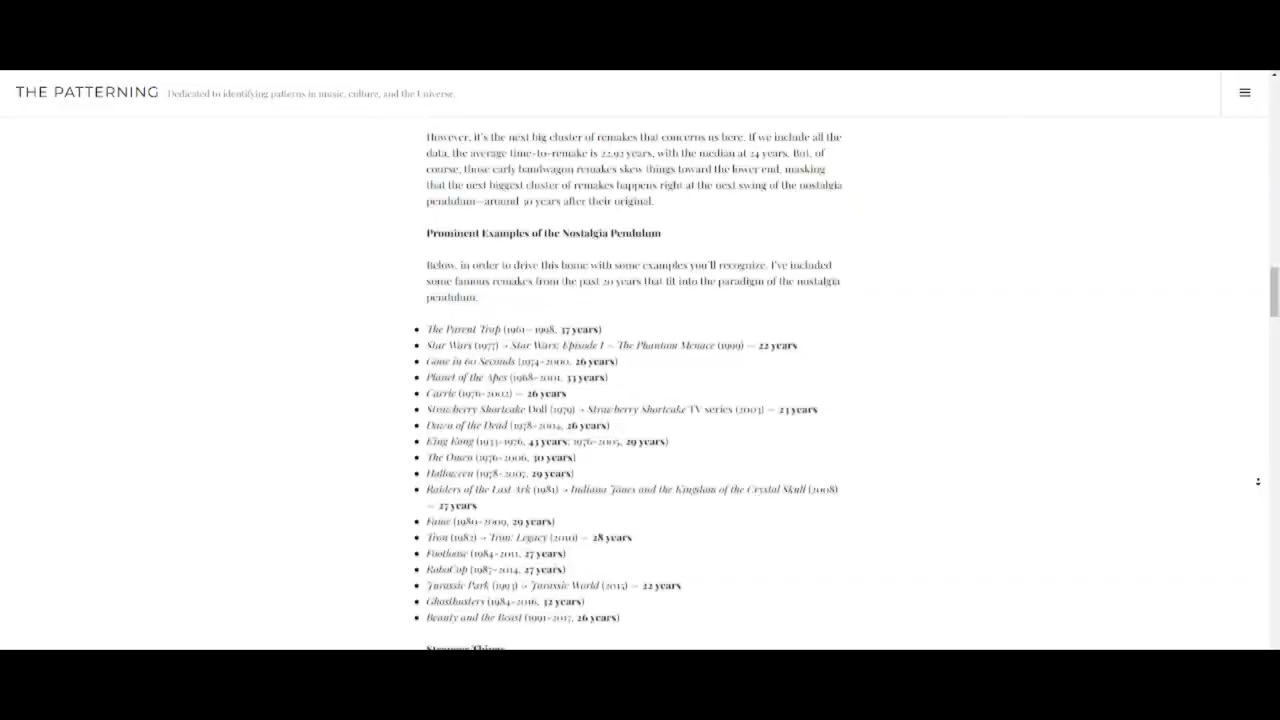 THE PATTERNING Dedicated to identifying patterns in music, culture, and the Universe.
However, it's the next big cluster of remakes that concerns us here. If we include all the
data, the average time-to-remake is 22.92 years, with the median at 24 years. But, of
course, those early bandwagon remakes skew things toward the lower end, masking
that the next biggest cluster of remakes happens right at the next swing of the nostalgia
pendulum—around 30 years after their original.
Prominent Examples of the Nostalgia Pendulum
Below, in order to drive this home with some examples you'll recognize, I've included
some famous remakes from the past 20 years that fit into the paradigm of the nostalgia
pendulum.
• The Parent Trap (1961–1998, 37 years)
• Star Wars (1977) > Star Wars: Episode I – The Phantom Menace (1999) – 22 years
• Gone in 60 Seconds (1974–2000, 26 years)
• Planet of the Apes (1968–2001, 33 years)
• Carrie (1976–2002) – 26 years
• Strawberry Shortcake Doll (1979) > Strawberry Shortcake TV series (2003) – 23 years
• Dawn of the Dead (1978–2004, 26 years)
• King Kong (1933–1976, 43 years; 1976–2005, 29 years)
• The Omen (1976–2006, 30 years)
• Halloween (1978–2007, 29 years)
• Raiders of the Lost Ark (1981) > Indiana Jones and the Kingdom of the Crystal Skull (2008)
– 27 years
• Fame (1980–2009, 29 years)
• Tron (1982) > Tron: Legacy (2010) – 28 years
• Footloose (1984–2011, 27 years)
• RoboCop (1987–2014, 27 years)
• Jurassic Park (1993) > Jurassic World (2015) – 22 years
• Ghostbusters (1984–2016, 32 years)
• Beauty and the Beast (1991–2017, 26 years)
Stranger Things